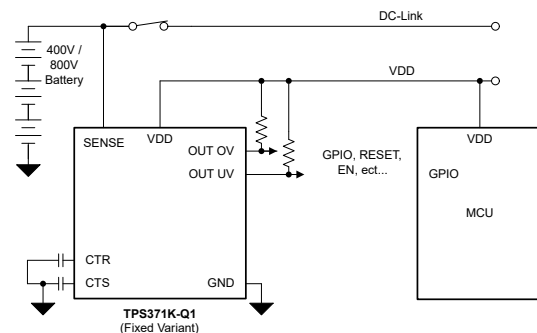 DC-Link
400V /
800V
Battery
VDD
SENSE
VDD
VDD
OUT OV
GPIO, RESET,
EN, ect...
GPIO
OUT UV
MCU
CTR
CTS
GND
TPS371K-Q1
(Fixed Variant)